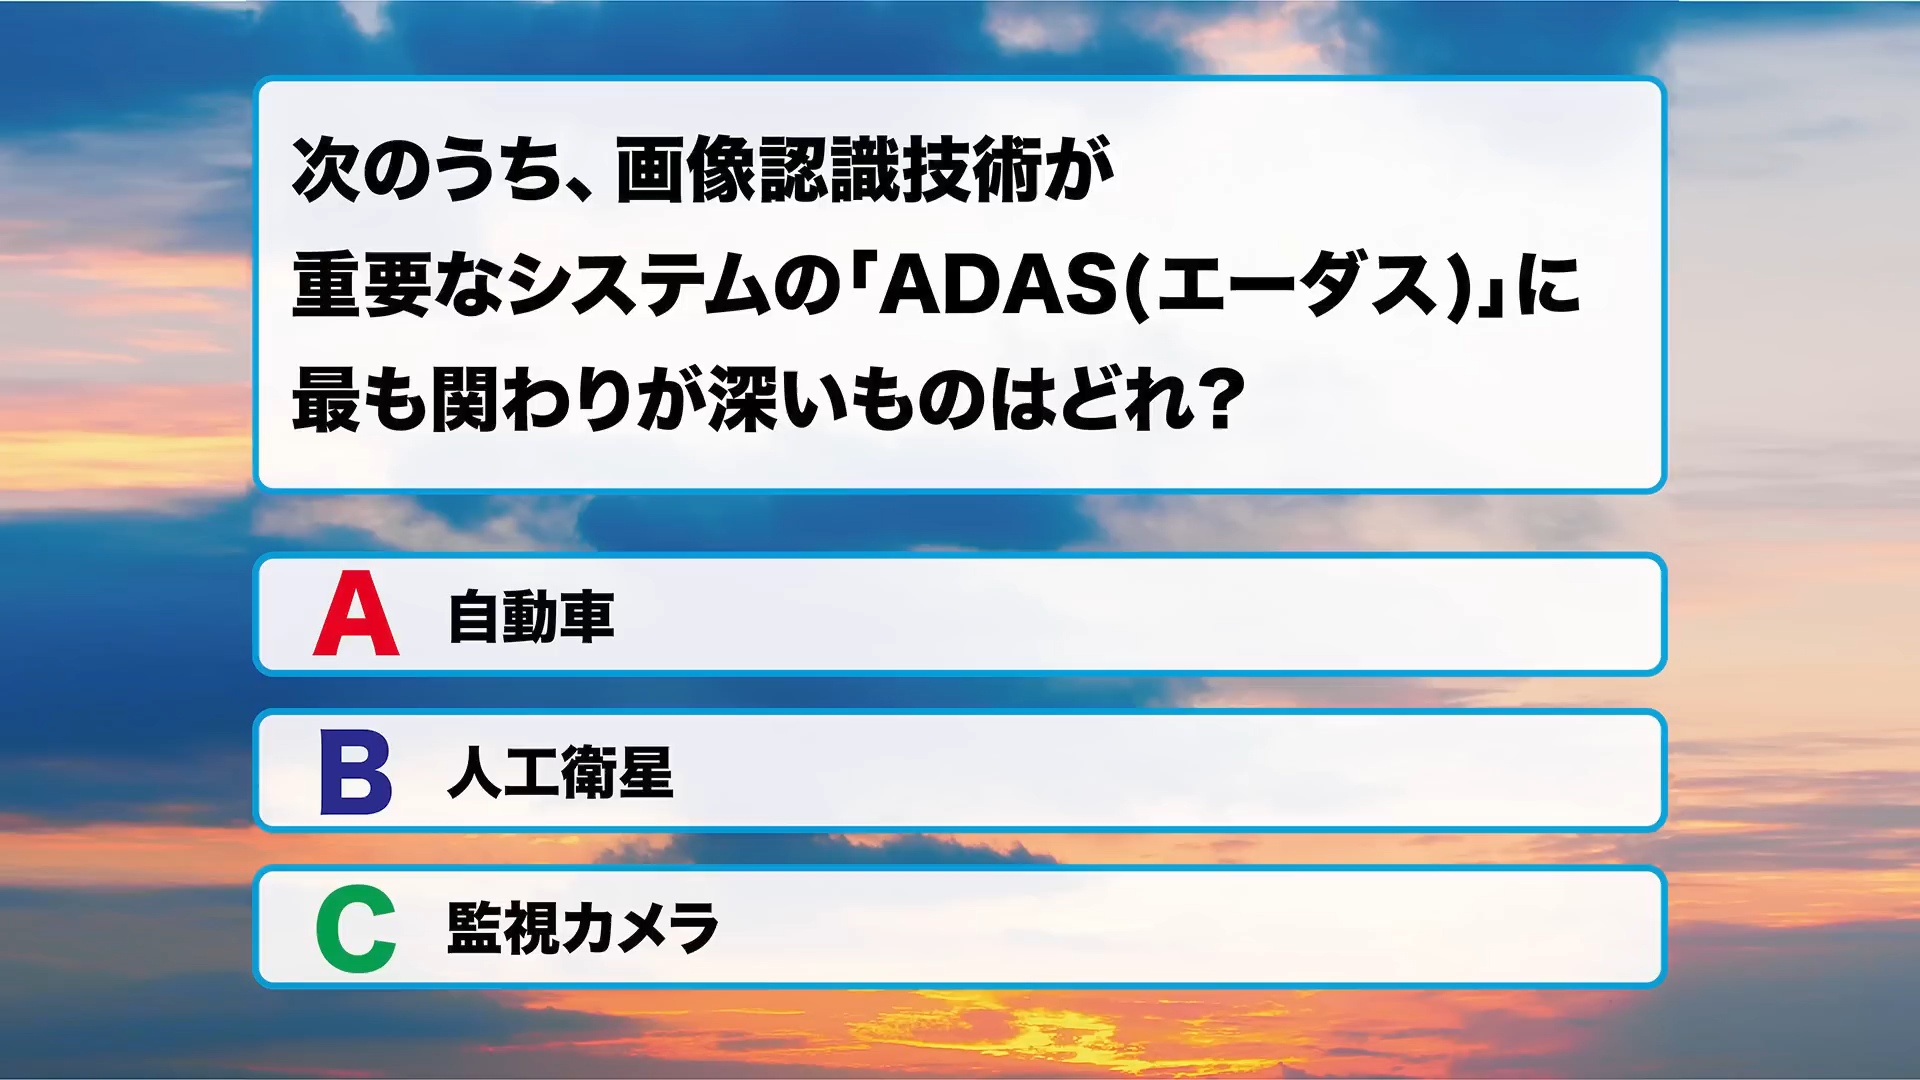 次のうち、画像認識技術が
重要なシステムの「ADAS(エーダス)」に
最も関わりが深いものはどれ?
A 自動車
B 人工衛星
C 監視カメラ